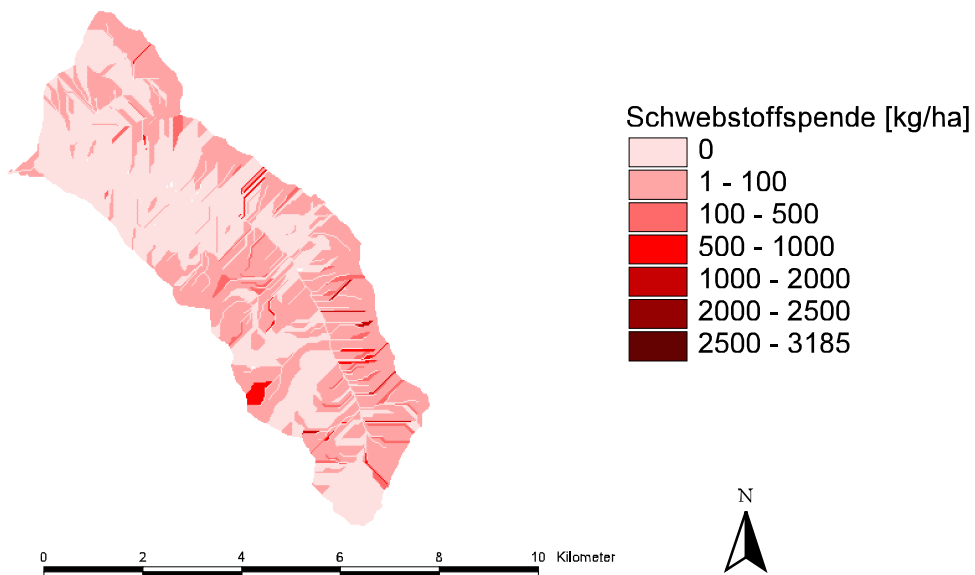 Schwebstoffspende [kg/ha]
0
1 - 100
100 - 500
500 - 1000
1000 - 2000
2000 - 2500
2500 - 3185
N
0 2 4 6 8 10 Kilometer